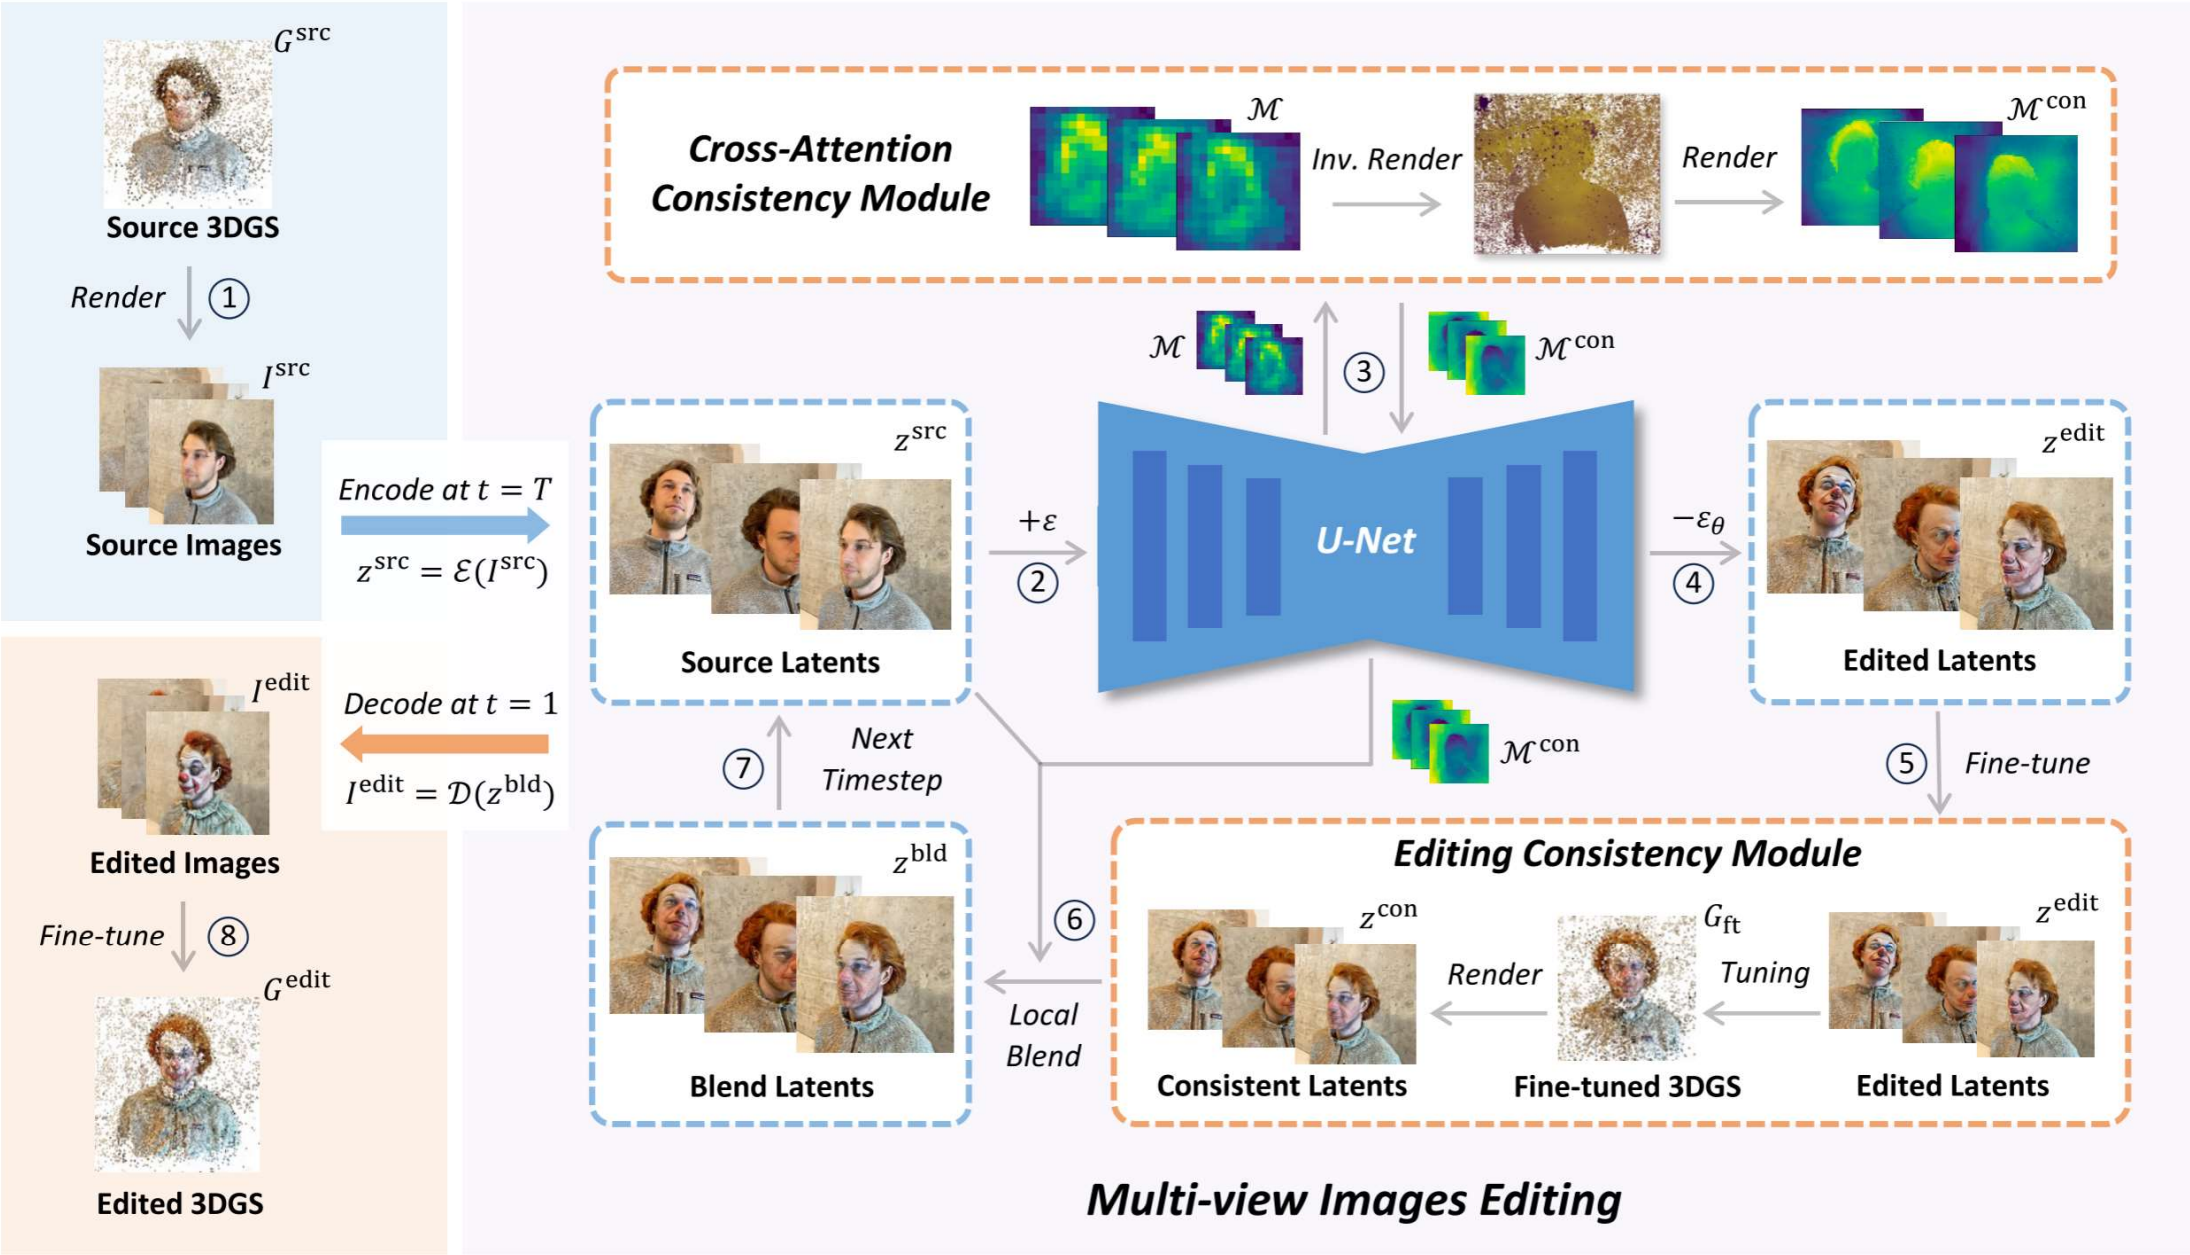 G^src
Source 3DGS
Render ①
I^src
Source Images
Encode at t = T
z^src = ℰ(I^src)
Cross-Attention
Consistency Module
ℳ
Inv. Render
Render
ℳ^con
ℳ
③
ℳ^con
z^src
Source Latents
+ε
②
U-Net
−ε_θ
④
z^edit
Edited Latents
I^edit
Edited Images
Decode at t = 1
I^edit = 𝒟(z^bld)
⑦
Next
Timestep
ℳ^con
⑤ Fine-tune
Fine-tune ⑧
G^edit
Edited 3DGS
z^bld
Blend Latents
⑥
Local
Blend
Editing Consistency Module
z^con
Consistent Latents
Render
G_ft
Fine-tuned 3DGS
Tuning
z^edit
Edited Latents
Multi-view Images Editing